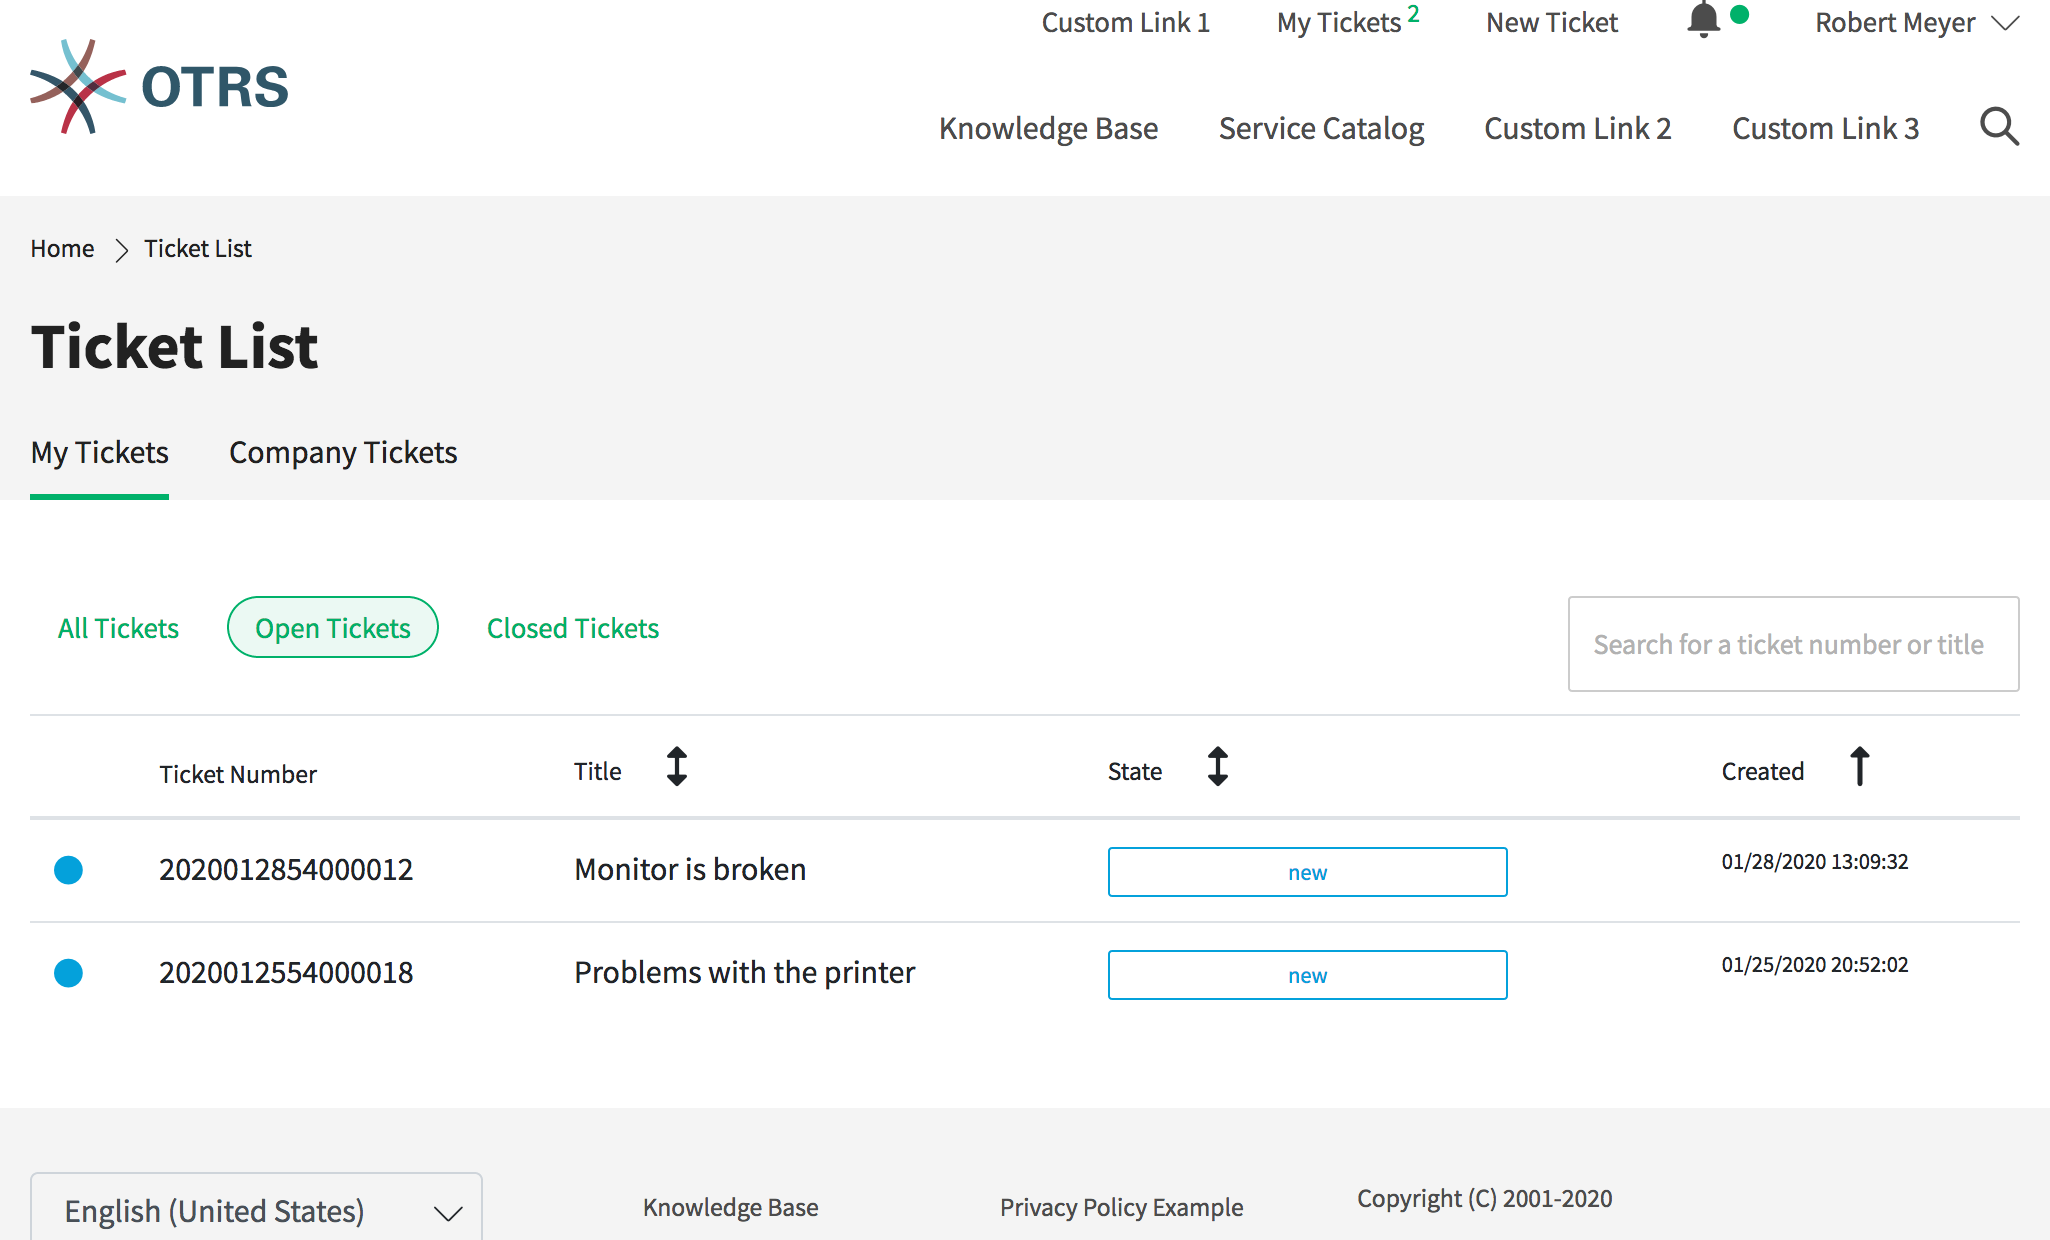 Custom Link 1 My Tickets 2 New Ticket Robert Meyer
OTRS
Knowledge Base Service Catalog Custom Link 2 Custom Link 3
Home Ticket List
Ticket List
My Tickets Company Tickets
All Tickets Open Tickets Closed Tickets
Search for a ticket number or title
Ticket Number Title State Created
2020012854000012 Monitor is broken new 01/28/2020 13:09:32
2020012554000018 Problems with the printer new 01/25/2020 20:52:02
English (United States) Knowledge Base Privacy Policy Example Copyright (C) 2001-2020